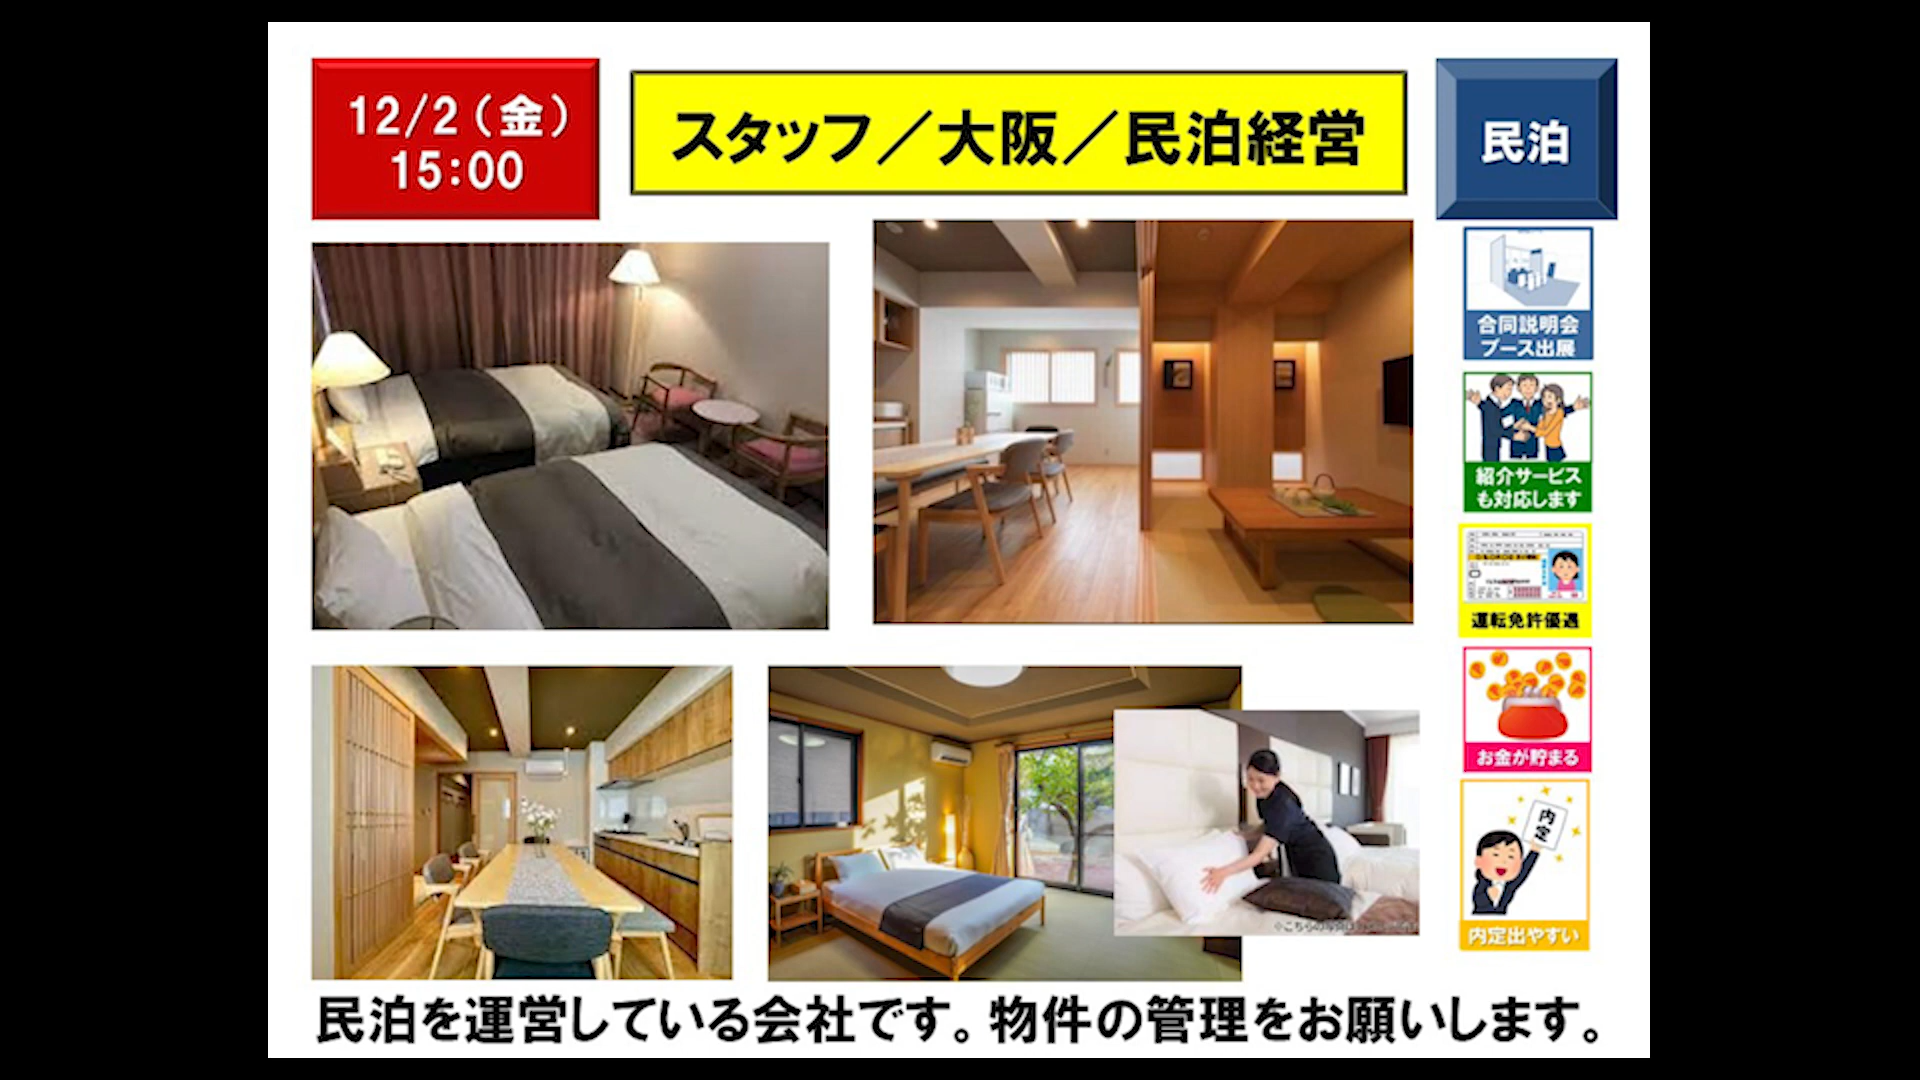 12/2（金）
15:00
スタッフ／大阪／民泊経営
民泊
合同説明会
ブース出展
紹介サービス
も対応します
運転免許優遇
お金が貯まる
内定
内定出やすい
民泊を運営している会社です。物件の管理をお願いします。